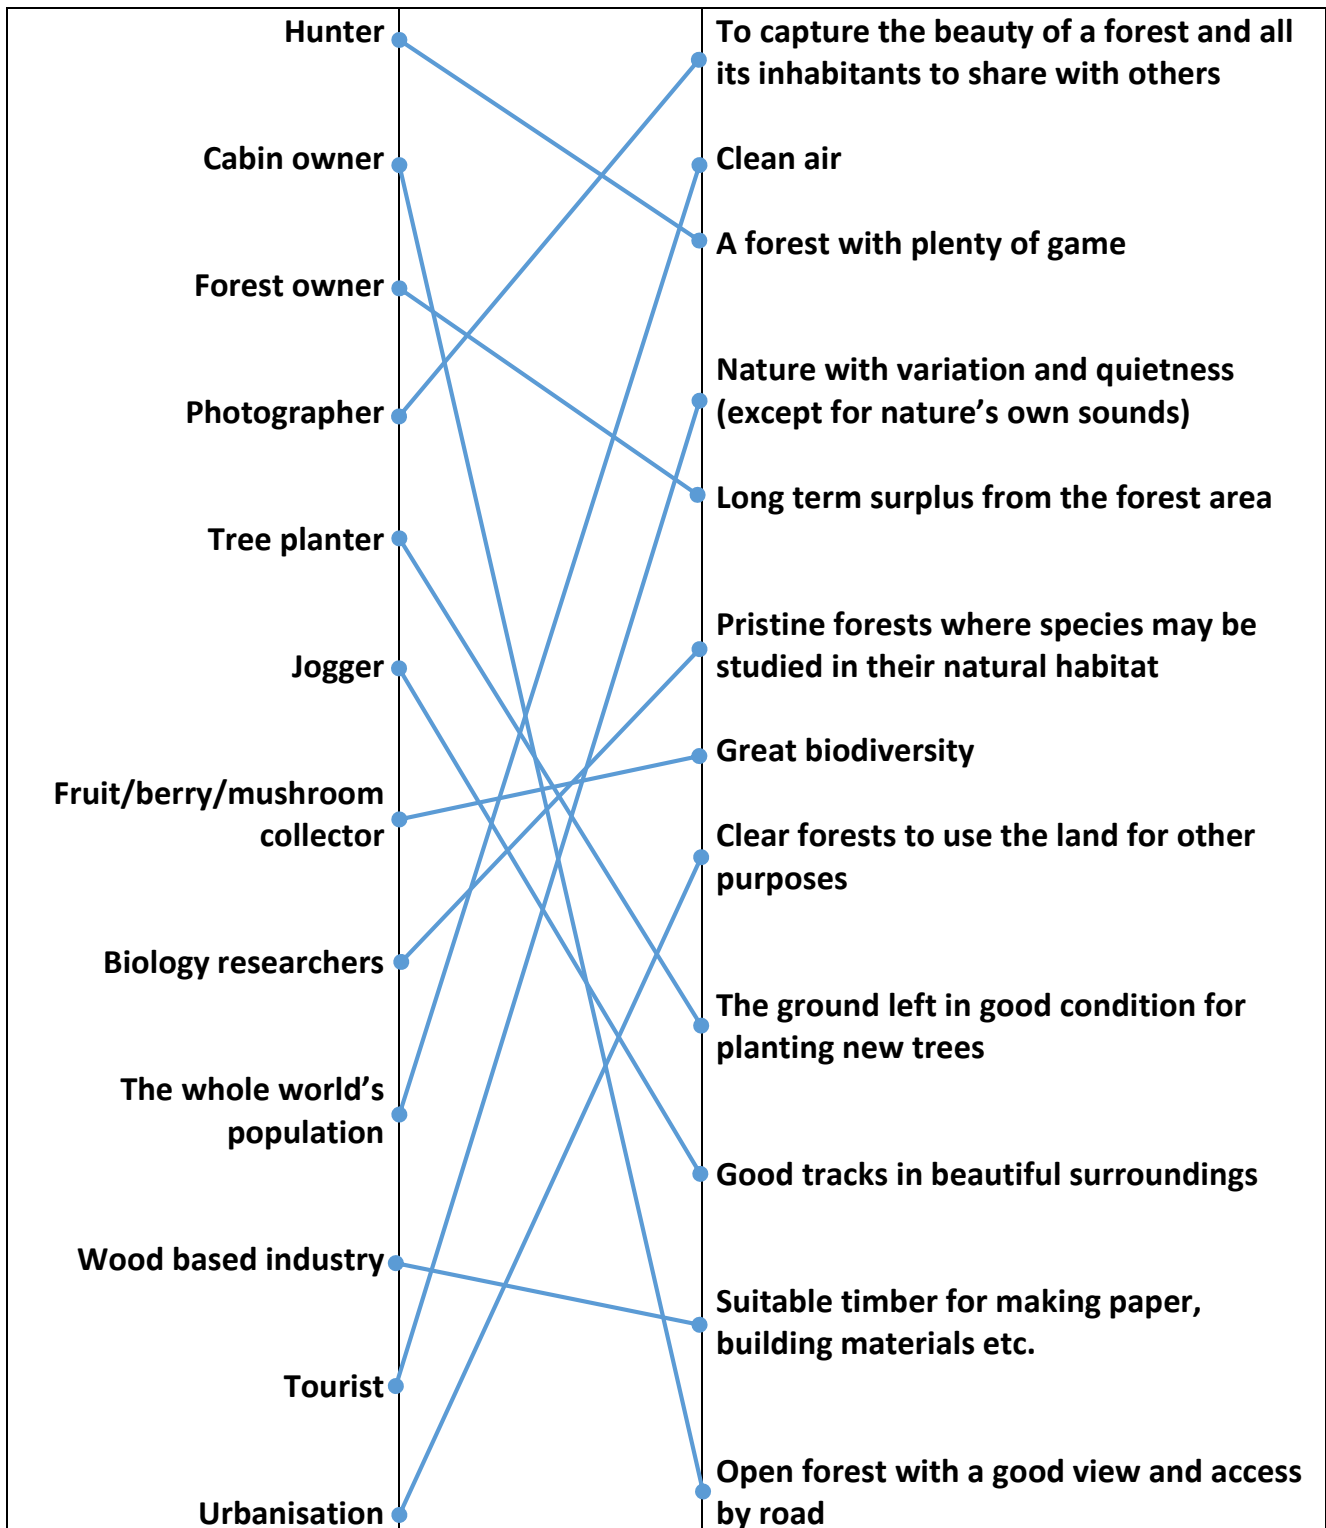 Hunter
To capture the beauty of a forest and all
its inhabitants to share with others
Cabin owner
Clean air
A forest with plenty of game
Forest owner
Nature with variation and quietness
(except for nature’s own sounds)
Photographer
Long term surplus from the forest area
Tree planter
Pristine forests where species may be
studied in their natural habitat
Jogger
Great biodiversity
Fruit/berry/mushroom
collector
Clear forests to use the land for other
purposes
Biology researchers
The ground left in good condition for
planting new trees
The whole world’s
population
Good tracks in beautiful surroundings
Wood based industry
Suitable timber for making paper,
building materials etc.
Tourist
Open forest with a good view and access
by road
Urbanisation